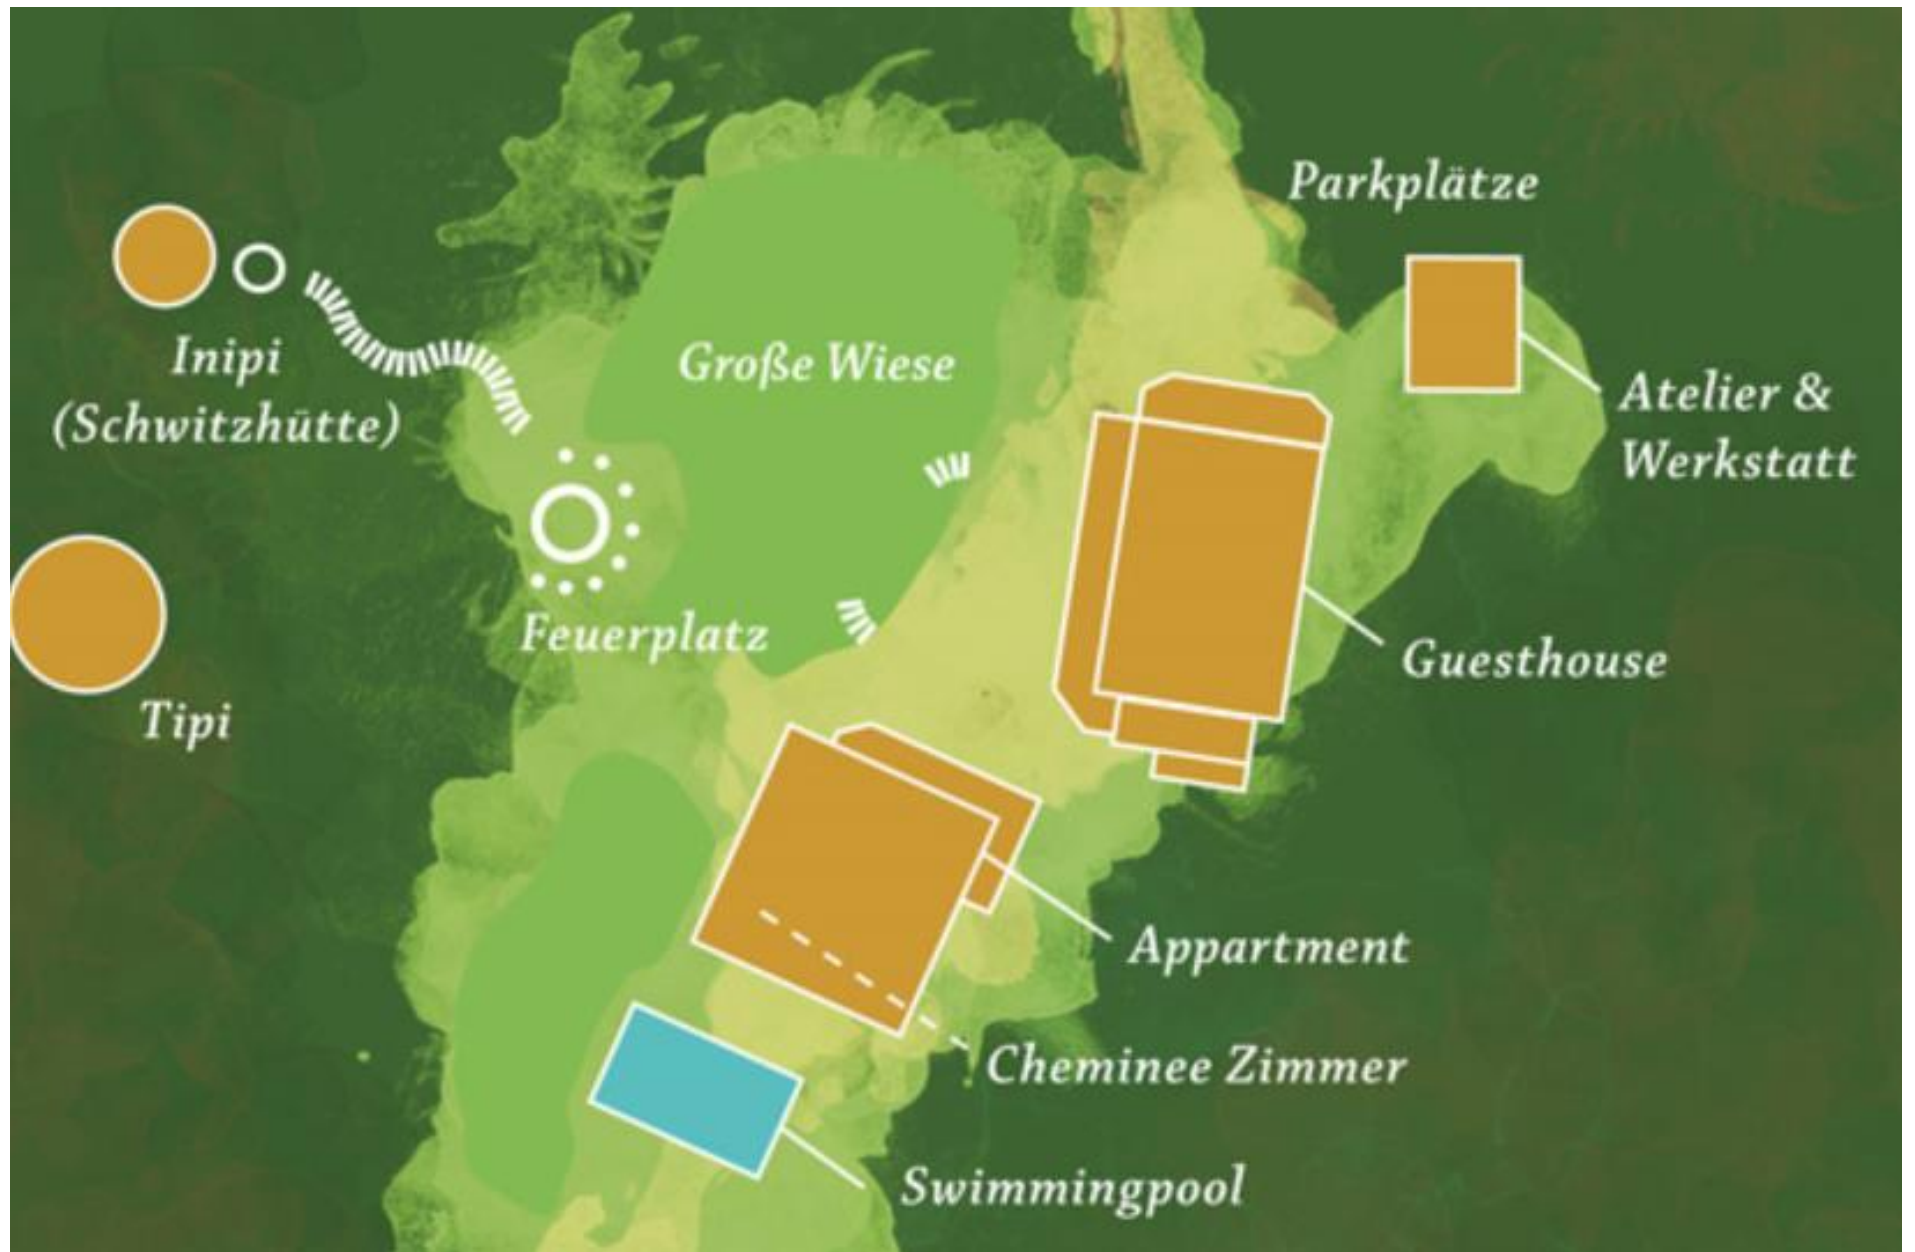 Parkplätze
Inipi
(Schwitzhütte)
Große Wiese
Atelier &
Werkstatt
Feuerplatz
Guesthouse
Tipi
Appartment
Cheminee Zimmer
Swimmingpool